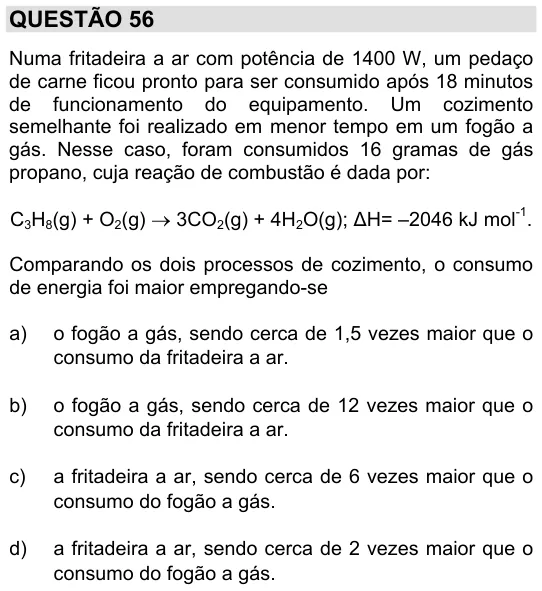 QUESTÃO 56
Numa fritadeira a ar com potência de 1400 W, um pedaço
de carne ficou pronto para ser consumido após 18 minutos
de funcionamento do equipamento. Um cozimento
semelhante foi realizado em menor tempo em um fogão a
gás. Nesse caso, foram consumidos 16 gramas de gás
propano, cuja reação de combustão é dada por:
C₃H₈(g) + O₂(g) → 3CO₂(g) + 4H₂O(g); ΔH= –2046 kJ mol⁻¹.
Comparando os dois processos de cozimento, o consumo
de energia foi maior empregando-se
a) o fogão a gás, sendo cerca de 1,5 vezes maior que o
consumo da fritadeira a ar.
b) o fogão a gás, sendo cerca de 12 vezes maior que o
consumo da fritadeira a ar.
c) a fritadeira a ar, sendo cerca de 6 vezes maior que o
consumo do fogão a gás.
d) a fritadeira a ar, sendo cerca de 2 vezes maior que o
consumo do fogão a gás.